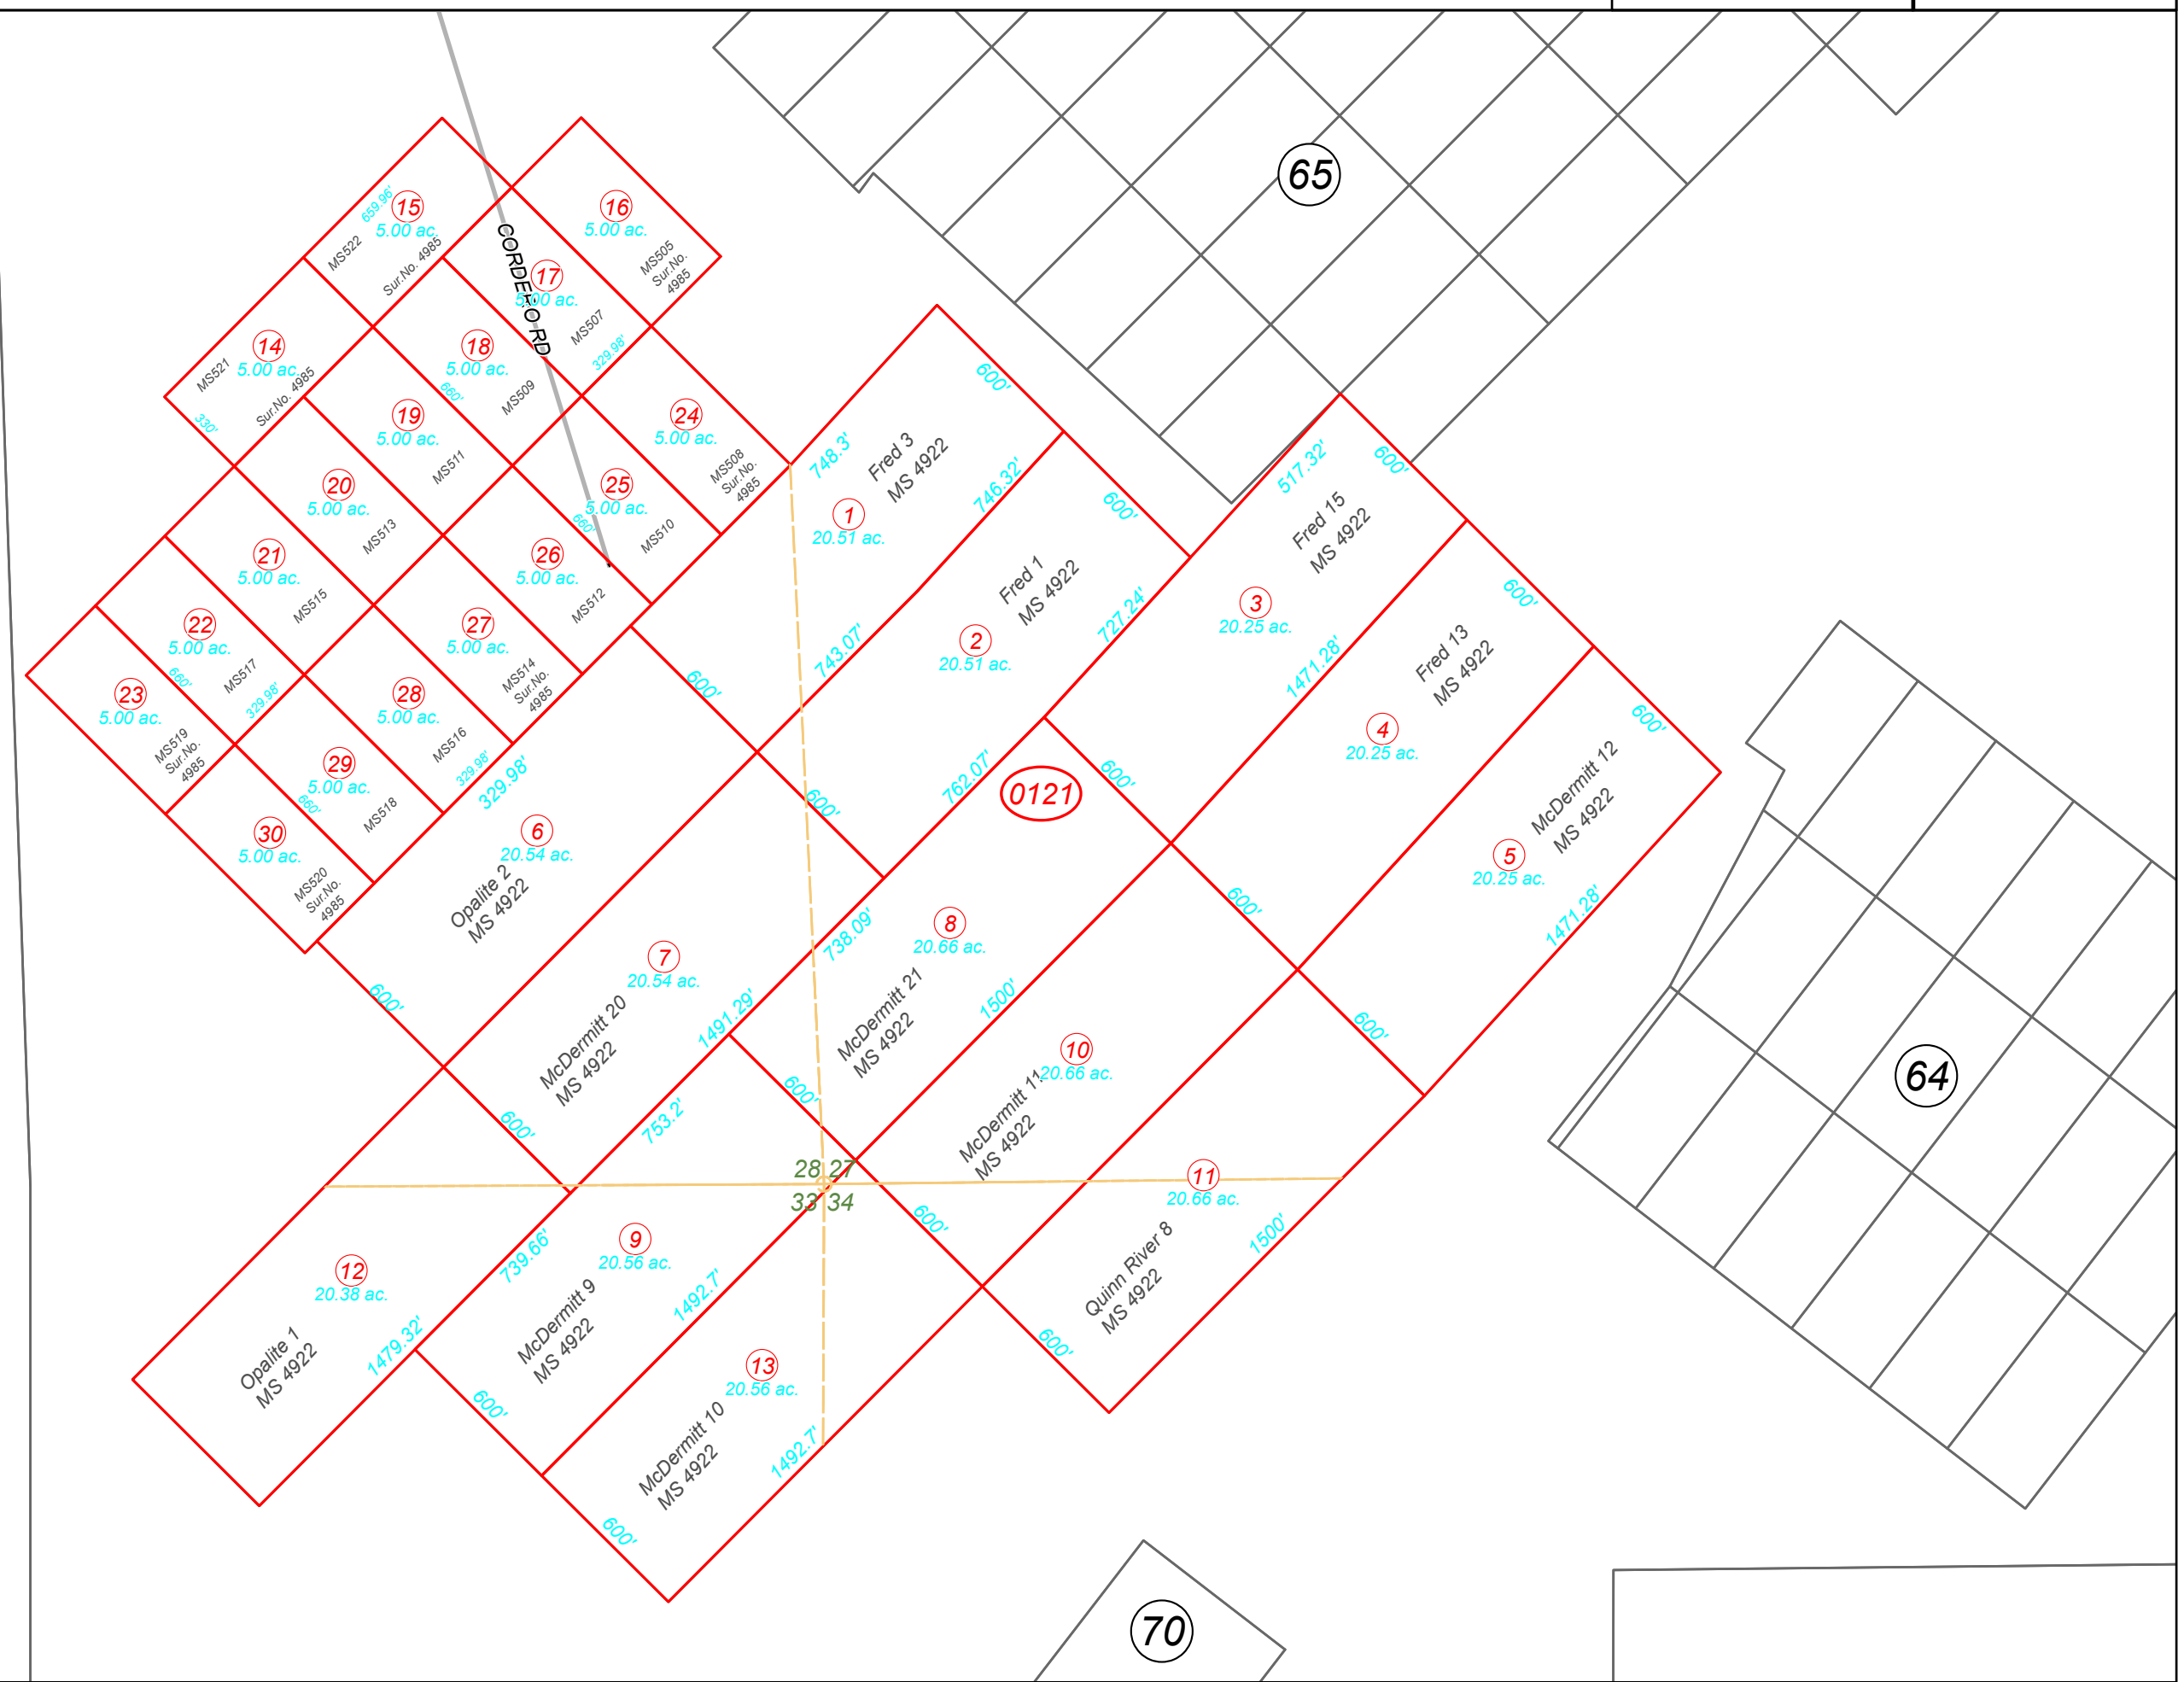 65
15
5.00 ac.
659.96'
MS522
Sur.No. 4985
16
5.00 ac.
MS505
Sur.No.
4985
CORDERO RD
17
5.00 ac.
MS507
329.98'
14
5.00 ac.
MS521
Sur.No. 4985
330'
18
5.00 ac.
MS509
660'
19
5.00 ac.
MS511
24
5.00 ac.
MS508
Sur.No.
4985
20
5.00 ac.
MS513
25
5.00 ac.
MS510
660'
21
5.00 ac.
MS515
26
5.00 ac.
MS512
22
5.00 ac.
MS517
660'
329.98'
27
5.00 ac.
MS514
Sur.No.
4985
23
5.00 ac.
MS519
Sur.No.
4985
28
5.00 ac.
MS516
329.98'
329.98'
29
5.00 ac.
MS518
660'
30
5.00 ac.
MS520
Sur.No.
4985
600'
748.3'
Fred 3
MS 4922
1
20.51 ac.
746.32'
743.07'
600'
Fred 1
MS 4922
2
20.51 ac.
727.24'
762.07'
517.32'
600'
Fred 15
MS 4922
3
20.25 ac.
1471.28'
600'
Fred 13
MS 4922
4
20.25 ac.
600'
McDermitt 12
MS 4922
5
20.25 ac.
1471.28'
600'
600'
0121
600'
600'
600'
6
20.54 ac.
Opalite 2
MS 4922
600'
7
20.54 ac.
McDermitt 20
MS 4922
738.09'
1491.29'
753.2'
600'
8
20.66 ac.
McDermitt 21
MS 4922
1500'
600'
10
20.66 ac.
McDermitt 11
MS 4922
28 27
33 34
11
20.66 ac.
Quinn River 8
MS 4922
1500'
600'
600'
64
12
20.38 ac.
Opalite 1
MS 4922
739.66'
1479.32'
9
20.56 ac.
McDermitt 9
MS 4922
1492.7'
600'
13
20.56 ac.
McDermitt 10
MS 4922
1492.7'
600'
70